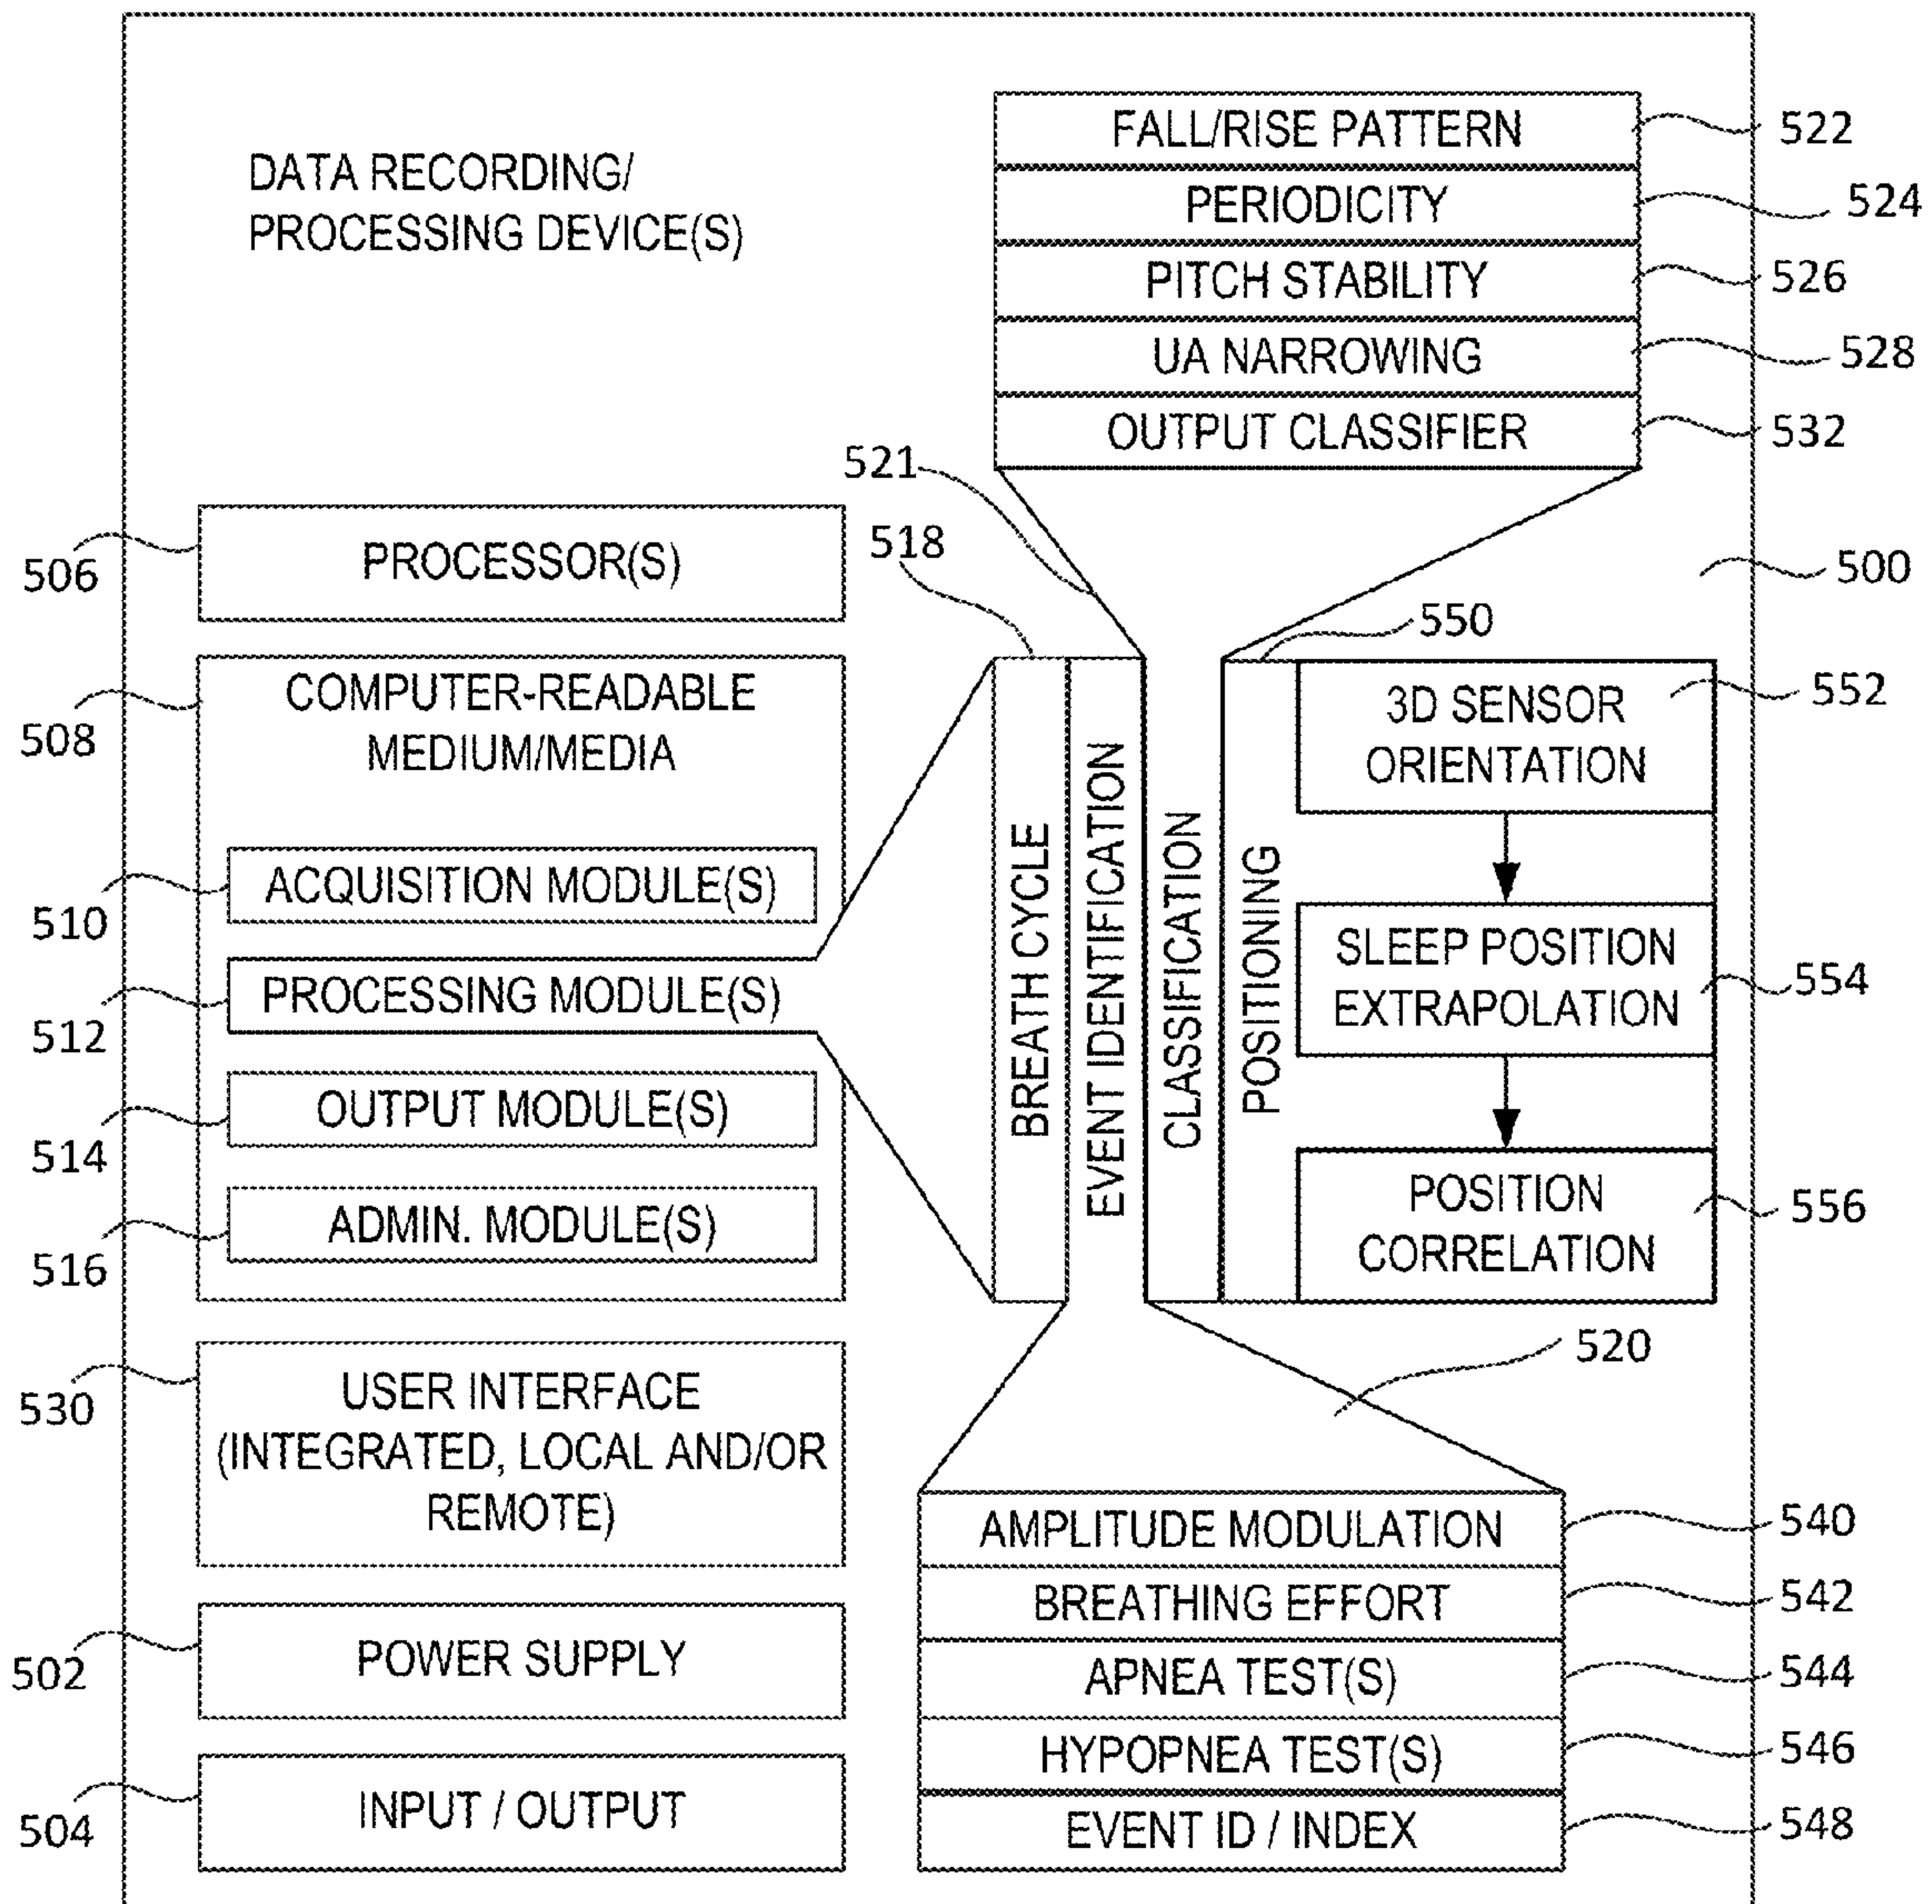 DATA RECORDING/
PROCESSING DEVICE(S)
FALL/RISE PATTERN
522
PERIODICITY
524
PITCH STABILITY
526
UA NARROWING
528
OUTPUT CLASSIFIER
532
521
518
500
506
PROCESSOR(S)
508
COMPUTER-READABLE
MEDIUM/MEDIA
510
ACQUISITION MODULE(S)
512
PROCESSING MODULE(S)
514
OUTPUT MODULE(S)
516
ADMIN. MODULE(S)
BREATH CYCLE
EVENT IDENTIFICATION
CLASSIFICATION
POSITIONING
550
3D SENSOR
ORIENTATION
552
SLEEP POSITION
EXTRAPOLATION
554
POSITION
CORRELATION
556
520
530
USER INTERFACE
(INTEGRATED, LOCAL AND/OR
REMOTE)
502
POWER SUPPLY
504
INPUT / OUTPUT
AMPLITUDE MODULATION
540
BREATHING EFFORT
542
APNEA TEST(S)
544
HYPOPNEA TEST(S)
546
EVENT ID / INDEX
548